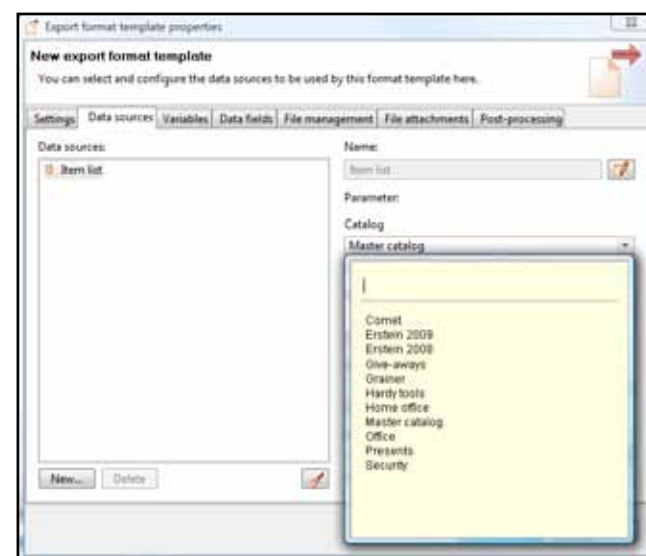 Export format template properties
New export format template
You can select and configure the data sources to be used by this format template here.
Settings Data sources Variables Data fields File management File attachments Post-processing
Data sources:
Item list
New... Delete
Name:
Item list
Parameter:
Catalog
Master catalog
Comet
Erstein 2009
Erstein 2008
Give-aways
Grainer
Hardy tools
Home office
Master catalog
Office
Presents
Security